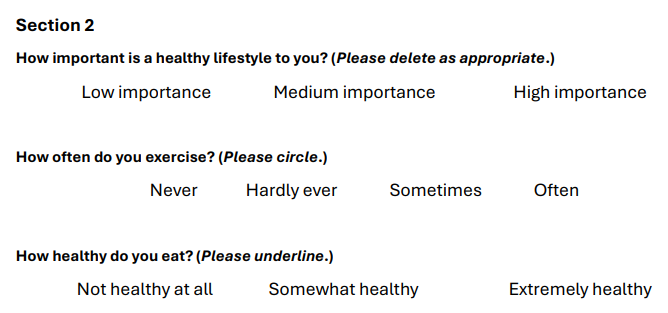 Section 2
How important is a healthy lifestyle to you? (Please delete as appropriate.)
Low importance Medium importance High importance
How often do you exercise? (Please circle.)
Never Hardly ever Sometimes Often
How healthy do you eat? (Please underline.)
Not healthy at all Somewhat healthy Extremely healthy